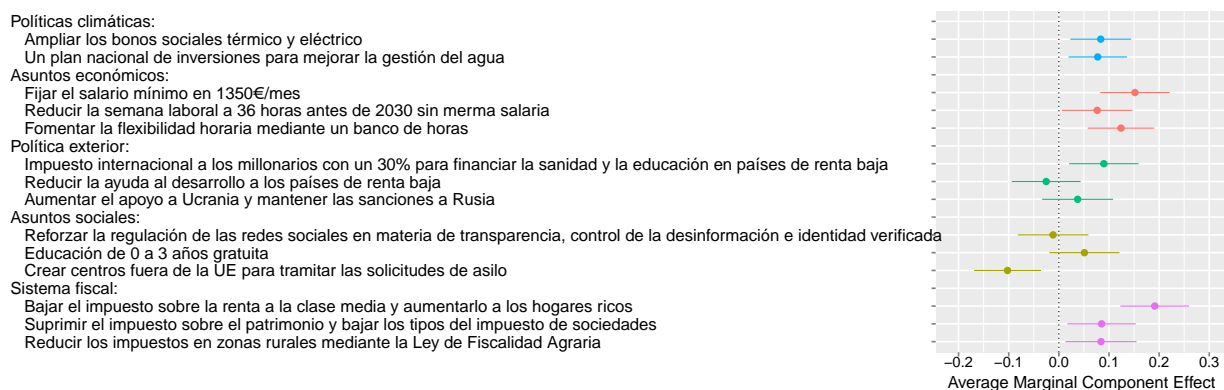 Políticas climáticas:
Ampliar los bonos sociales térmico y eléctrico
Un plan nacional de inversiones para mejorar la gestión del agua
Asuntos económicos:
Fijar el salario mínimo en 1350€/mes
Reducir la semana laboral a 36 horas antes de 2030 sin merma salaria
Fomentar la flexibilidad horaria mediante un banco de horas
Política exterior:
Impuesto internacional a los millonarios con un 30% para financiar la sanidad y la educación en países de renta baja
Reducir la ayuda al desarrollo a los países de renta baja
Aumentar el apoyo a Ucrania y mantener las sanciones a Rusia
Asuntos sociales:
Reforzar la regulación de las redes sociales en materia de transparencia, control de la desinformación e identidad verificada
Educación de 0 a 3 años gratuita
Crear centros fuera de la UE para tramitar las solicitudes de asilo
Sistema fiscal:
Bajar el impuesto sobre la renta a la clase media y aumentarlo a los hogares ricos
Suprimir el impuesto sobre el patrimonio y bajar los tipos del impuesto de sociedades
Reducir los impuestos en zonas rurales mediante la Ley de Fiscalidad Agraria
−0.2 −0.1 0.0 0.1 0.2 0.3
Average Marginal Component Effect